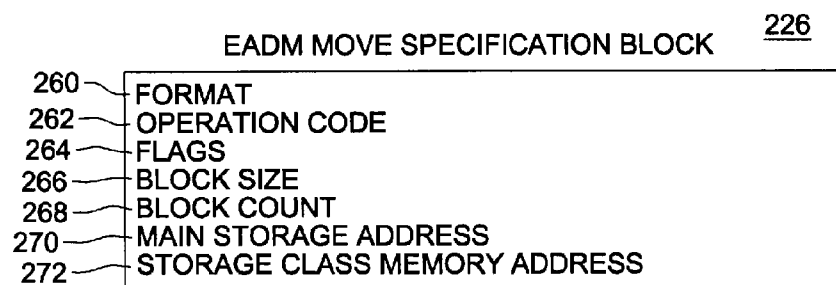 226
EADM MOVE SPECIFICATION BLOCK
260 FORMAT
262 OPERATION CODE
264 FLAGS
266 BLOCK SIZE
268 BLOCK COUNT
270 MAIN STORAGE ADDRESS
272 STORAGE CLASS MEMORY ADDRESS